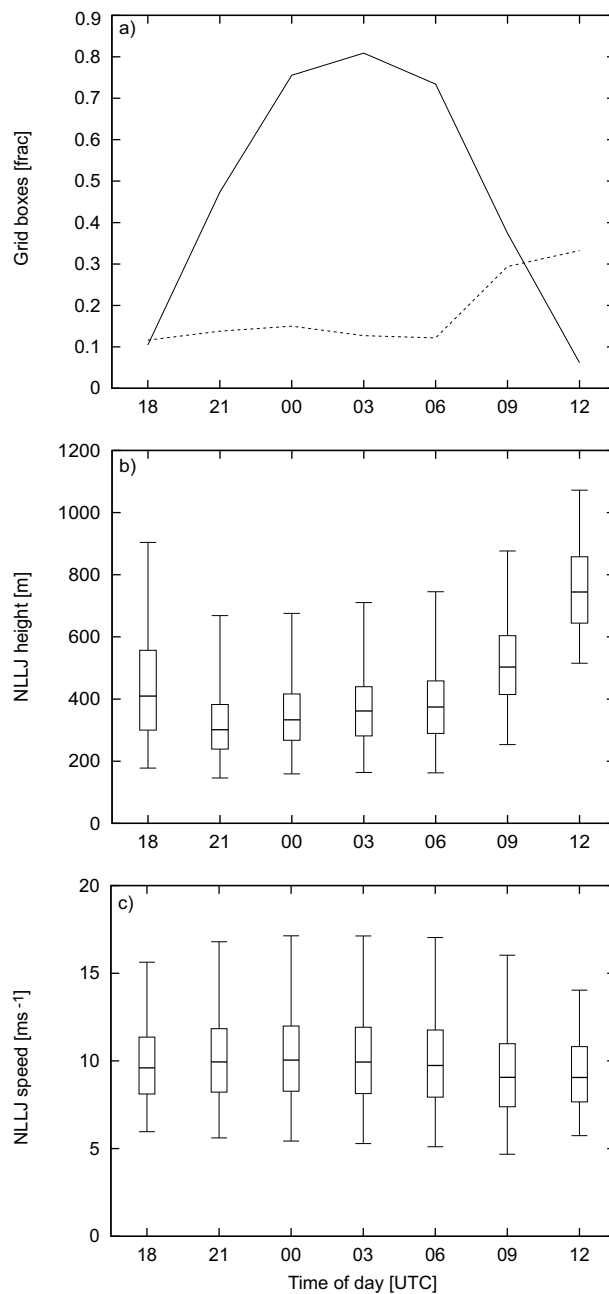 a)
Grid boxes [frac]
0.9
0.8
0.7
0.6
0.5
0.4
0.3
0.2
0.1
0
18 21 00 03 06 09 12
b)
NLLJ height [m]
1200
1000
800
600
400
200
0
18 21 00 03 06 09 12
c)
NLLJ speed [ms⁻¹]
20
15
10
5
0
18 21 00 03 06 09 12
Time of day [UTC]